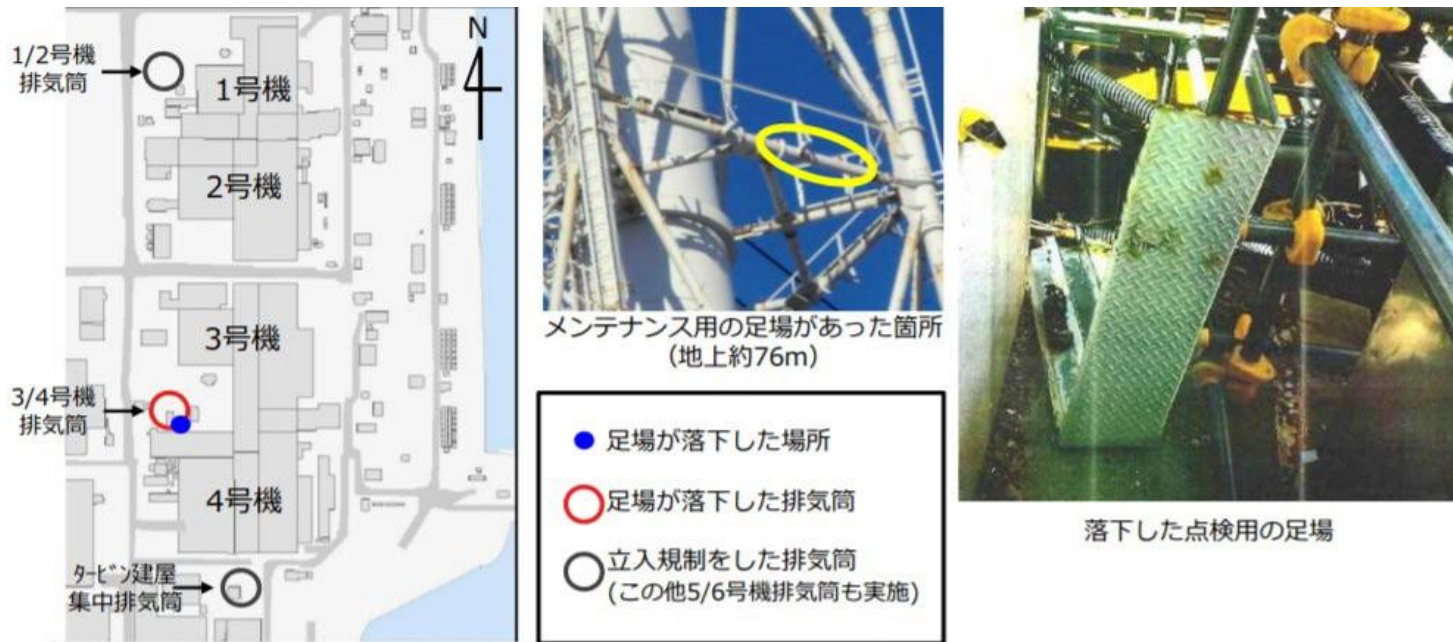 1/2号機
排気筒
N
1号機
2号機
3号機
3/4号機
排気筒
4号機
ﾀｰﾋﾞﾝ建屋
集中排気筒
メンテナンス用の足場があった箇所
（地上約76m）
足場が落下した場所
足場が落下した排気筒
立入規制をした排気筒
(この他5/6号機排気筒も実施)
落下した点検用の足場